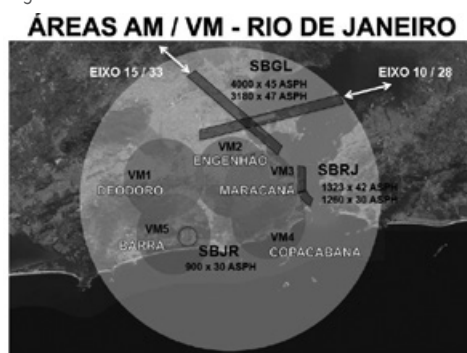 ÁREAS AM / VM - RIO DE JANEIRO
EIXO 15 / 33
SBGL
4000 x 45 ASPH
3180 x 47 ASPH
EIXO 10 / 28
VM2
ENGENHÃO
VM1
DEODORO
VM3
MARACANÃ
SBRJ
1323 x 42 ASPH
1260 x 30 ASPH
VM5
BARRA
SBJR
900 x 30 ASPH
VM4
COPACABANA